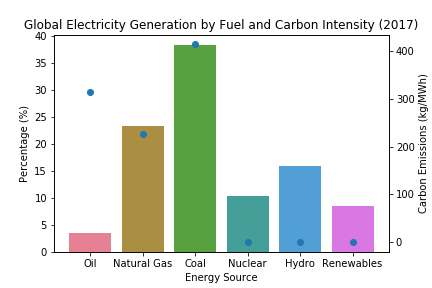 Global Electricity Generation by Fuel and Carbon Intensity (2017)
Percentage (%)
40
35
30
25
20
15
10
5
0
Carbon Emissions (kg/MWh)
400
300
200
100
0
Oil Natural Gas Coal Nuclear Hydro Renewables
Energy Source